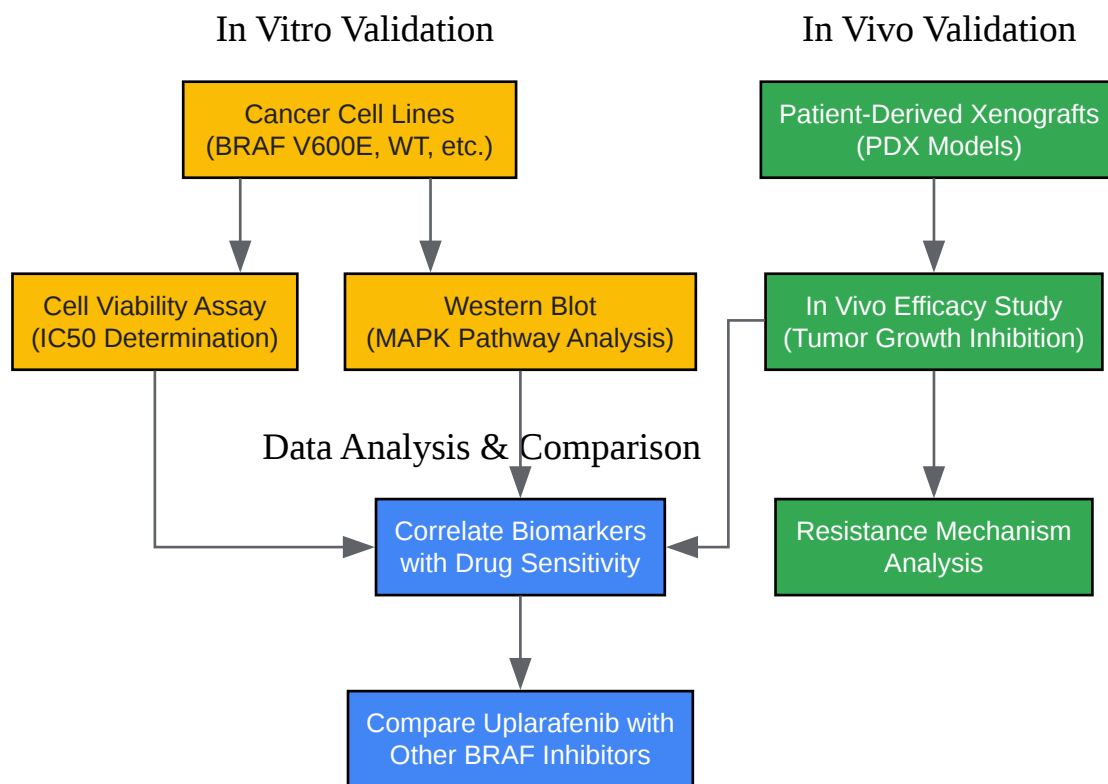 In Vitro Validation
In Vivo Validation
Cancer Cell Lines
(BRAF V600E, WT, etc.)
Patient-Derived Xenografts
(PDX Models)
Cell Viability Assay
(IC50 Determination)
Western Blot
(MAPK Pathway Analysis)
In Vivo Efficacy Study
(Tumor Growth Inhibition)
Data Analysis & Comparison
Correlate Biomarkers
with Drug Sensitivity
Resistance Mechanism
Analysis
Compare Uplarafenib with
Other BRAF Inhibitors